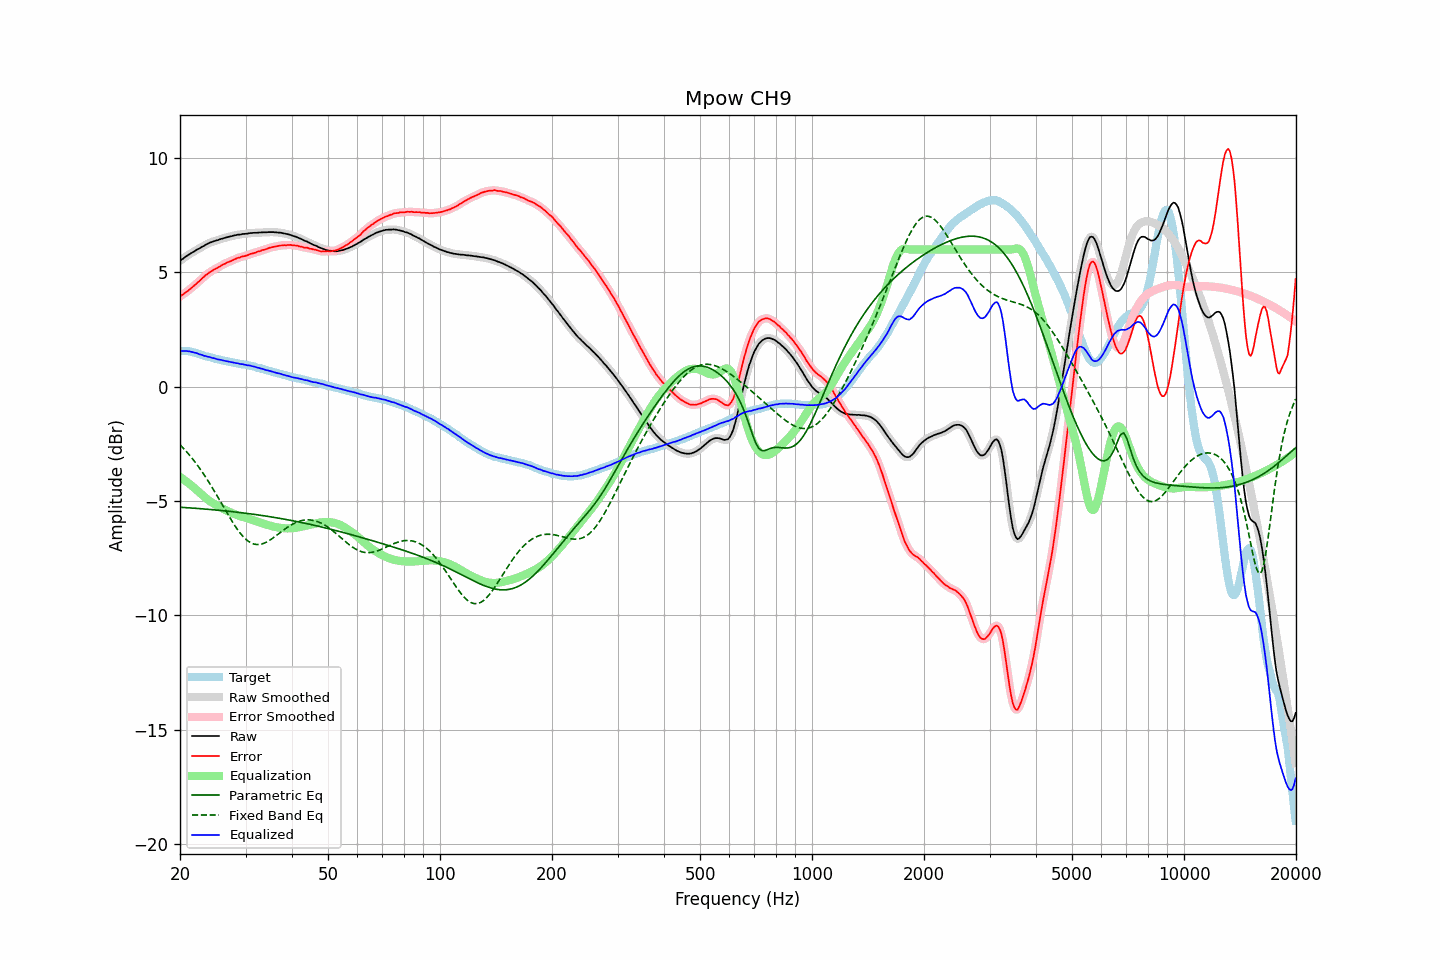 Mpow CH9
Amplitude (dBr)
10
5
0
−5
−10
−15
−20
Target
Raw Smoothed
Error Smoothed
Raw
Error
Equalization
Parametric Eq
Fixed Band Eq
Equalized
20 50 100 200 500 1000 2000 5000 10000 20000
Frequency (Hz)